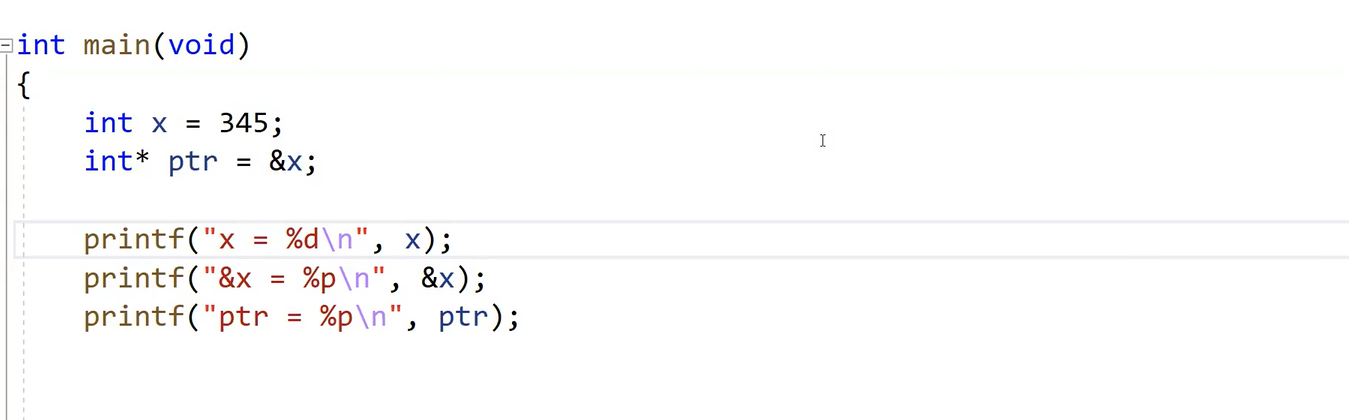 int main(void)
{
    int x = 345;
    int* ptr = &x;
    printf("x = %d\n", x);
    printf("&x = %p\n", &x);
    printf("ptr = %p\n", ptr);